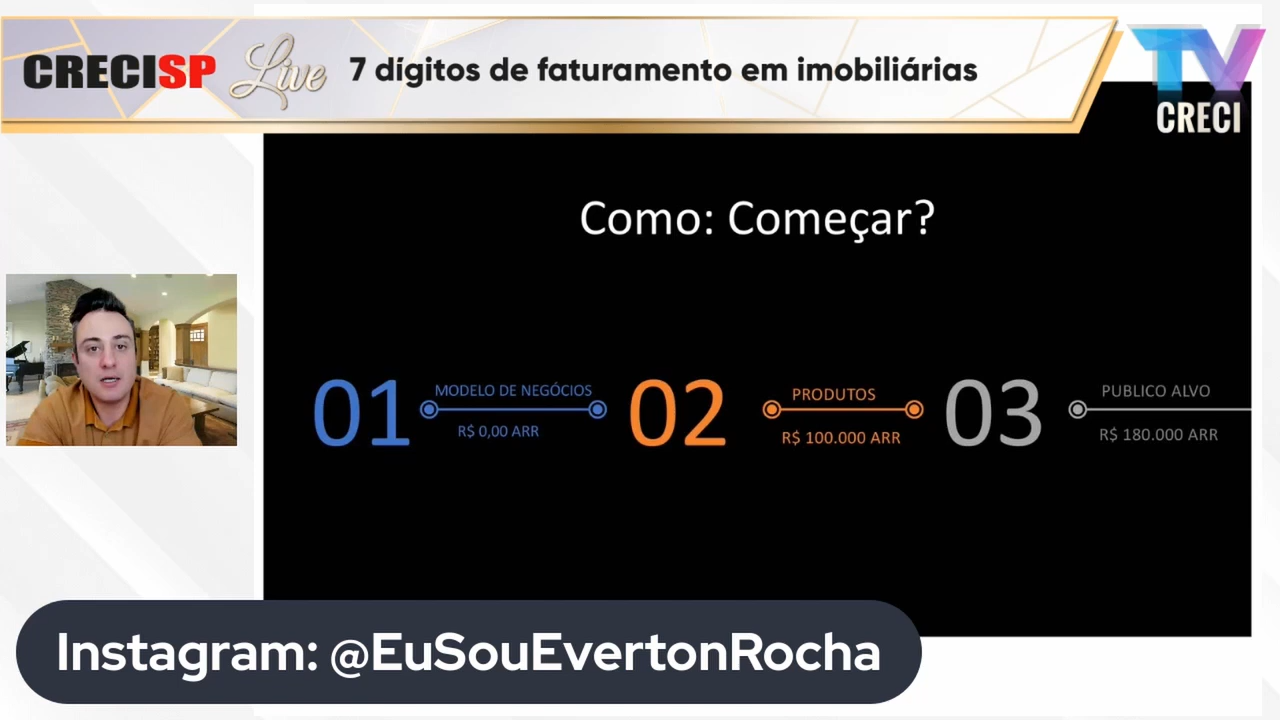 CRECISP Live 7 dígitos de faturamento em imobiliárias
TV CRECI
Como: Começar?
01 MODELO DE NEGÓCIOS R$ 0,00 ARR
02 PRODUTOS R$ 100.000 ARR
03 PUBLICO ALVO R$ 180.000 ARR
Instagram: @EuSouEvertonRocha